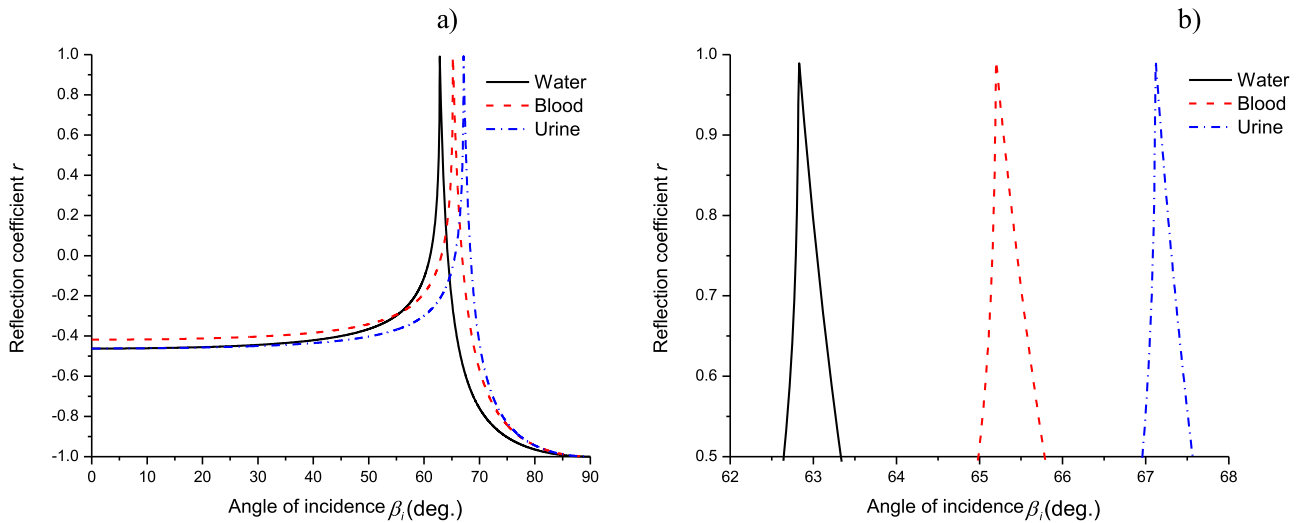 a)
1.0
0.8
0.6
0.4
0.2
0.0
-0.2
-0.4
-0.6
-0.8
-1.0
Reflection coefficient r
Water
Blood
Urine
0 10 20 30 40 50 60 70 80 90
Angle of incidence βi(deg.)
b)
1.0
0.9
0.8
0.7
0.6
0.5
Reflection coefficient r
Water
Blood
Urine
62 63 64 65 66 67 68
Angle of incidence βi(deg.)